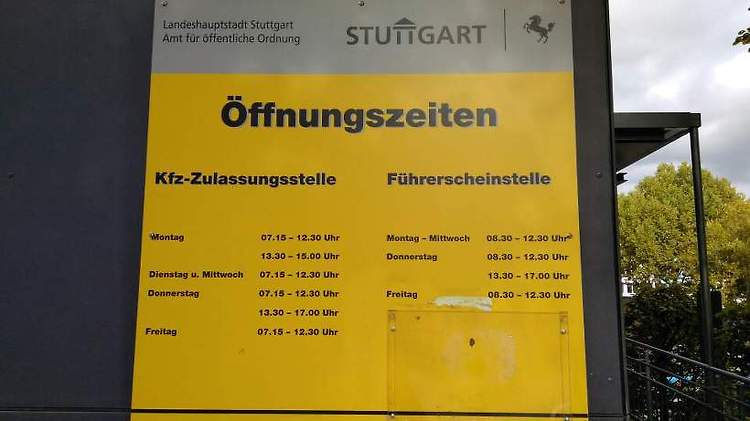 Landeshauptstadt Stuttgart
Amt für öffentliche Ordnung
STUTTGART
Öffnungszeiten
Kfz-Zulassungsstelle
Montag 07.15 – 12.30 Uhr
13.30 – 15.00 Uhr
Dienstag u. Mittwoch 07.15 – 12.30 Uhr
Donnerstag 07.15 – 12.30 Uhr
13.30 – 17.00 Uhr
Freitag 07.15 – 12.30 Uhr
Führerscheinstelle
Montag – Mittwoch 08.30 – 12.30 Uhr
Donnerstag 08.30 – 12.30 Uhr
13.30 – 17.00 Uhr
Freitag 08.30 – 12.30 Uhr